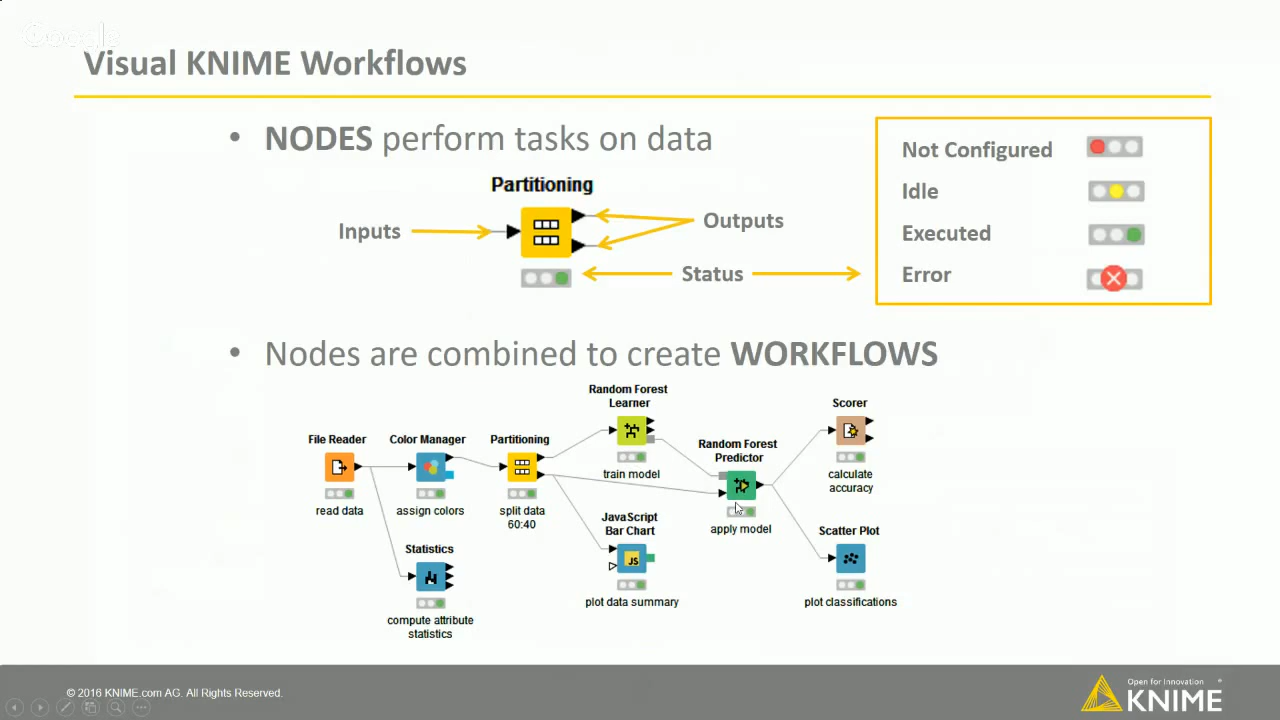 Google
Visual KNIME Workflows
• NODES perform tasks on data
Partitioning
Inputs
Outputs
Status
Not Configured
Idle
Executed
Error
• Nodes are combined to create WORKFLOWS
File Reader
read data
Color Manager
assign colors
Statistics
compute attribute
statistics
Partitioning
split data
60:40
Random Forest
Learner
train model
JavaScript
Bar Chart
JS
plot data summary
Random Forest
Predictor
apply model
Scorer
calculate
accuracy
Scatter Plot
plot classifications
© 2016 KNIME.com AG. All Rights Reserved.
Open for Innovation
KNIME